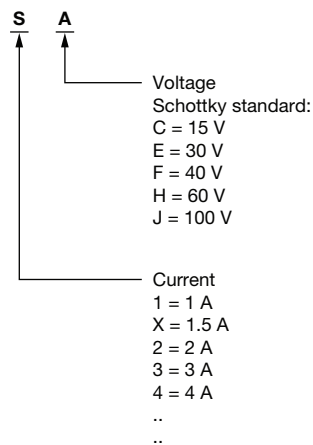 S A
Voltage
Schottky standard:
C = 15 V
E = 30 V
F = 40 V
H = 60 V
J = 100 V
Current
1 = 1 A
X = 1.5 A
2 = 2 A
3 = 3 A
4 = 4 A
..
..